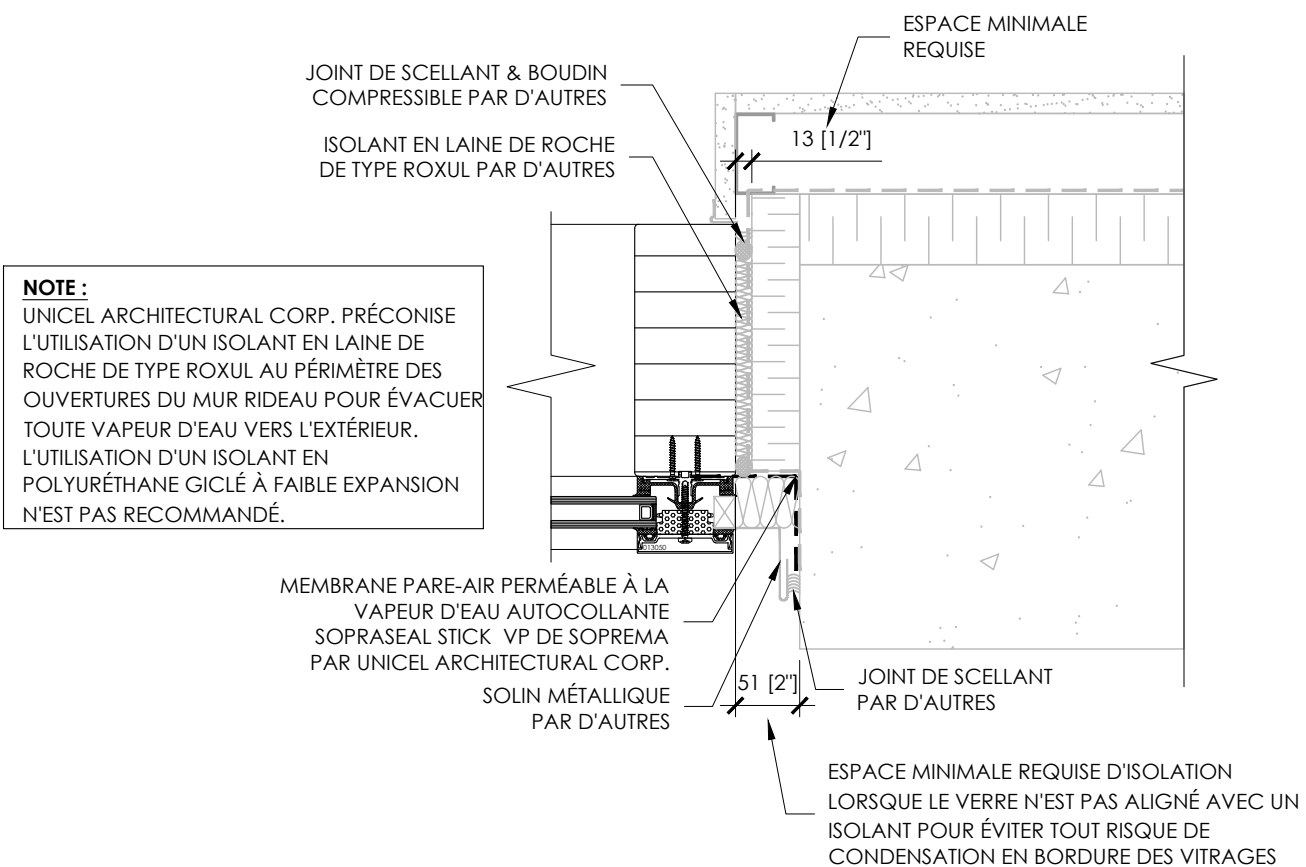 ESPACE MINIMALE
REQUISE
JOINT DE SCELLANT & BOUDIN
COMPRESSIBLE PAR D'AUTRES
13 [1/2"]
ISOLANT EN LAINE DE ROCHE
DE TYPE ROXUL PAR D'AUTRES
NOTE :
UNICEL ARCHITECTURAL CORP. PRÉCONISE
L'UTILISATION D'UN ISOLANT EN LAINE DE
ROCHE DE TYPE ROXUL AU PÉRIMÈTRE DES
OUVERTURES DU MUR RIDEAU POUR ÉVACUER
TOUTE VAPEUR D'EAU VERS L'EXTÉRIEUR.
L'UTILISATION D'UN ISOLANT EN
POLYURÉTHANE GICLÉ À FAIBLE EXPANSION
N'EST PAS RECOMMANDÉ.
013050
MEMBRANE PARE-AIR PERMÉABLE À LA
VAPEUR D'EAU AUTOCOLLANTE
SOPRASEAL STICK VP DE SOPREMA
PAR UNICEL ARCHITECTURAL CORP.
SOLIN MÉTALLIQUE
PAR D'AUTRES
51 [2"]
JOINT DE SCELLANT
PAR D'AUTRES
ESPACE MINIMALE REQUISE D'ISOLATION
LORSQUE LE VERRE N'EST PAS ALIGNÉ AVEC UN
ISOLANT POUR ÉVITER TOUT RISQUE DE
CONDENSATION EN BORDURE DES VITRAGES